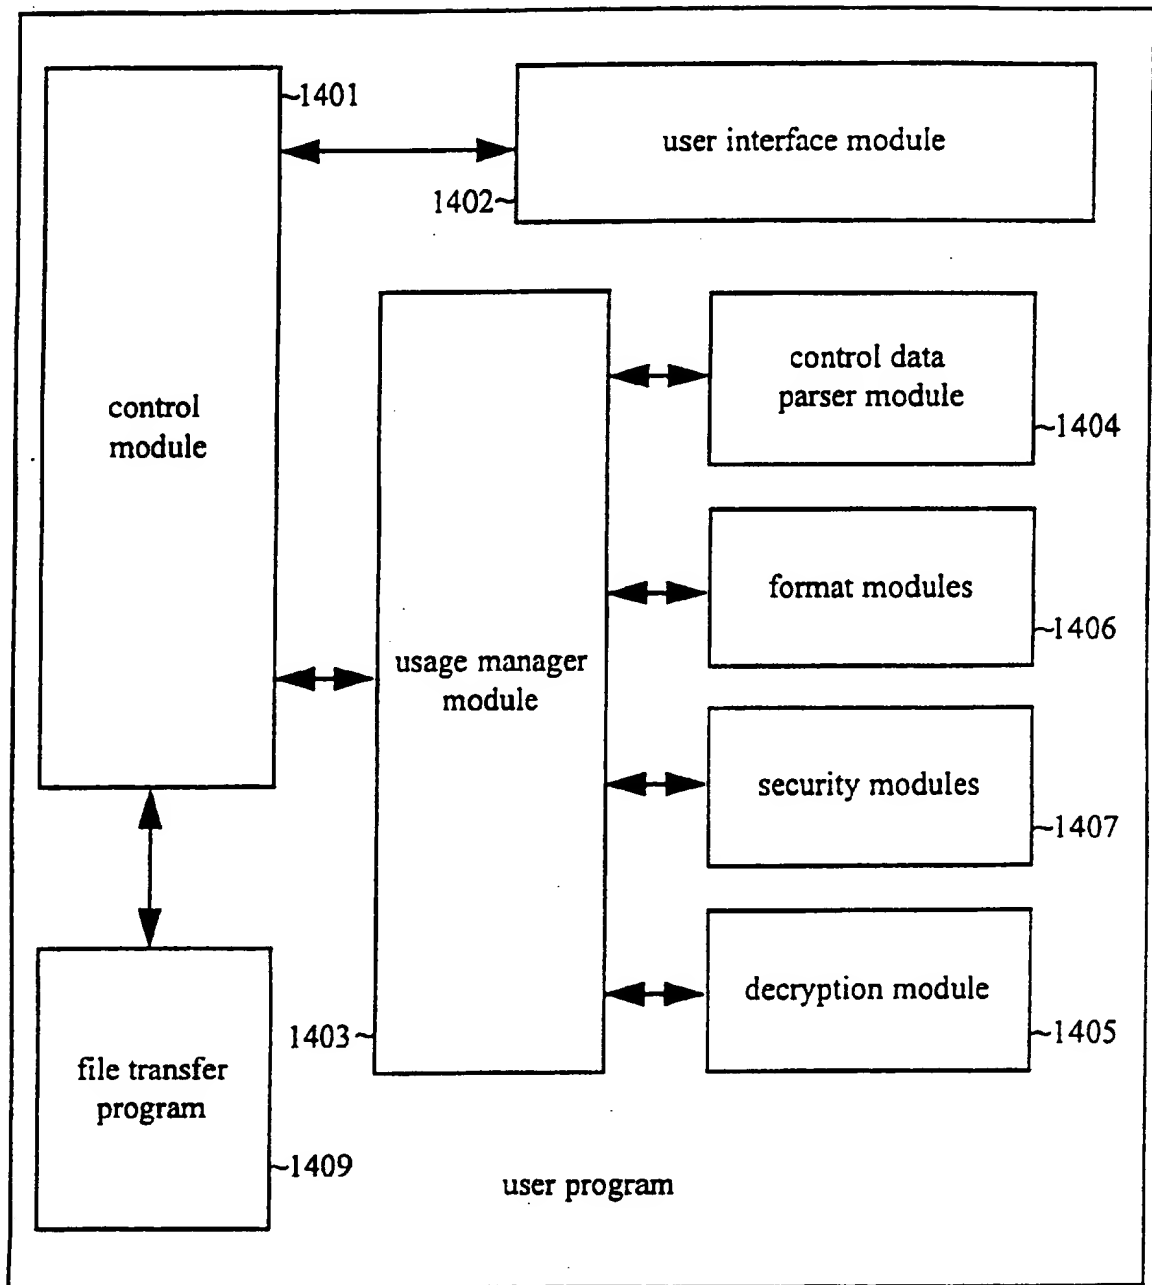 ~1401
user interface module
1402~
control data
parser module
~1404
control
module
format modules
~1406
usage manager
module
security modules
~1407
decryption module
~1405
1403~
file transfer
program
~1409
user program